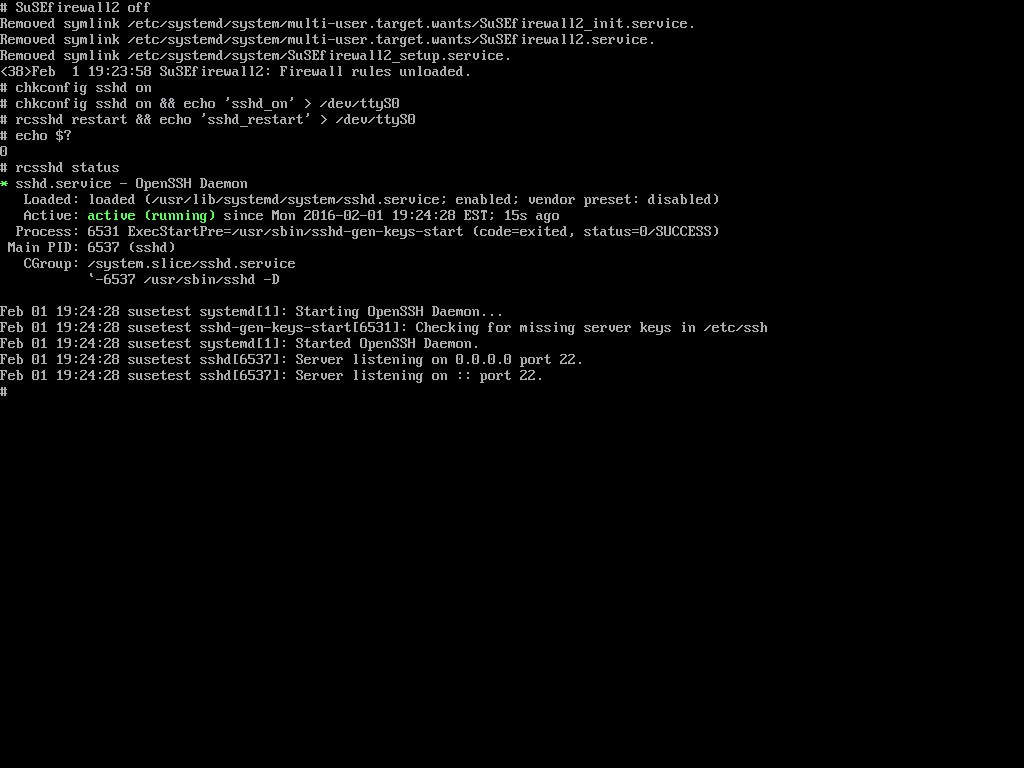 # SuSEfirewall2 off
Removed symlink /etc/systemd/system/multi-user.target.wants/SuSEfirewall2_init.service.
Removed symlink /etc/systemd/system/multi-user.target.wants/SuSEfirewall2.service.
Removed symlink /etc/systemd/system/SuSEfirewall2_setup.service.
<38>Feb  1 19:23:58 SuSEfirewall2: Firewall rules unloaded.
# chkconfig sshd on
# chkconfig sshd on && echo 'sshd_on' > /dev/ttyS0
# rcsshd restart && echo 'sshd_restart' > /dev/ttyS0
# echo $?
0
# rcsshd status
* sshd.service - OpenSSH Daemon
   Loaded: loaded (/usr/lib/systemd/system/sshd.service; enabled; vendor preset: disabled)
   Active: active (running) since Mon 2016-02-01 19:24:28 EST; 15s ago
  Process: 6531 ExecStartPre=/usr/sbin/sshd-gen-keys-start (code=exited, status=0/SUCCESS)
 Main PID: 6537 (sshd)
   CGroup: /system.slice/sshd.service
           `-6537 /usr/sbin/sshd -D

Feb 01 19:24:28 susetest systemd[1]: Starting OpenSSH Daemon...
Feb 01 19:24:28 susetest sshd-gen-keys-start[6531]: Checking for missing server keys in /etc/ssh
Feb 01 19:24:28 susetest systemd[1]: Started OpenSSH Daemon.
Feb 01 19:24:28 susetest sshd[6537]: Server listening on 0.0.0.0 port 22.
Feb 01 19:24:28 susetest sshd[6537]: Server listening on :: port 22.
#